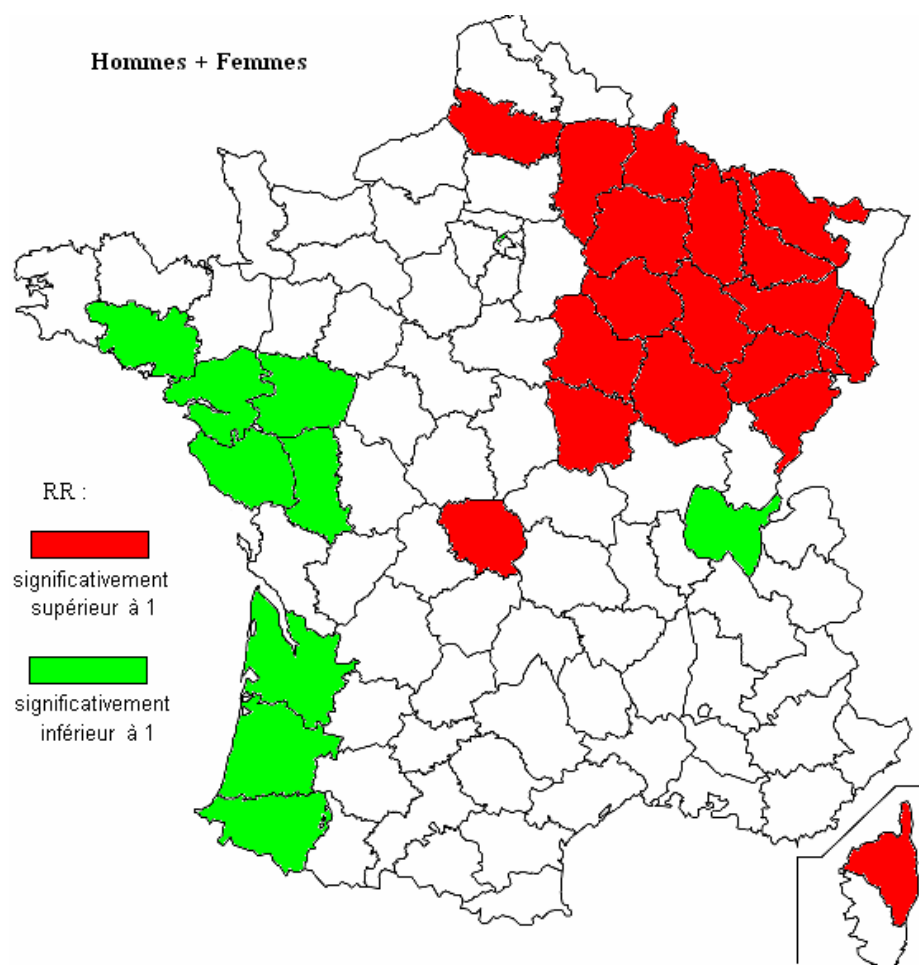 Hommes + Femmes
RR :
significativement
supérieur à 1
significativement
inférieur à 1